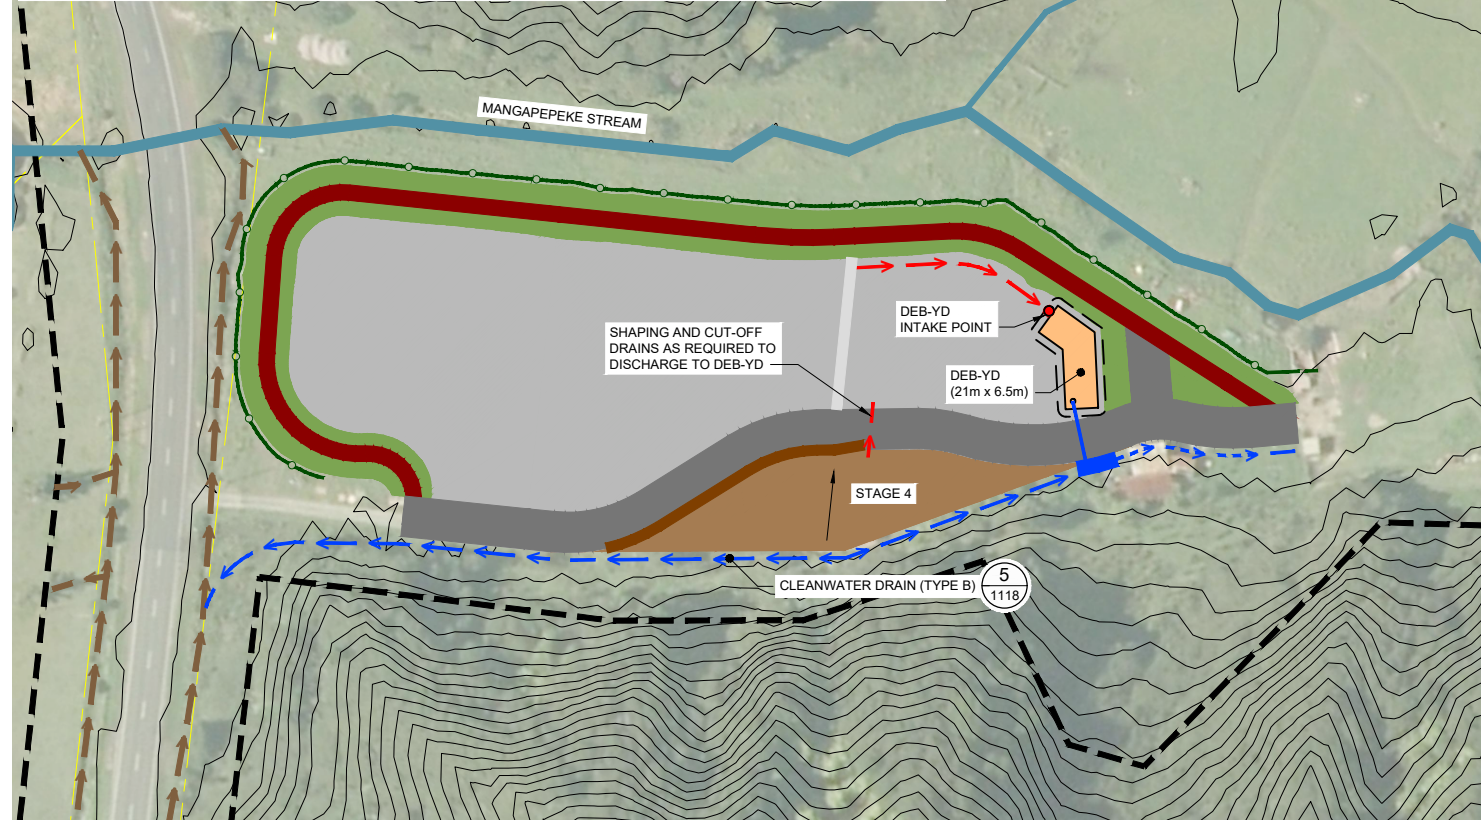 MANGAPEPEKE STREAM
SHAPING AND CUT-OFF
DRAINS AS REQUIRED TO
DISCHARGE TO DEB-YD
DEB-YD
INTAKE POINT
DEB-YD
(21m x 6.5m)
STAGE 4
CLEANWATER DRAIN (TYPE B)
5
1118